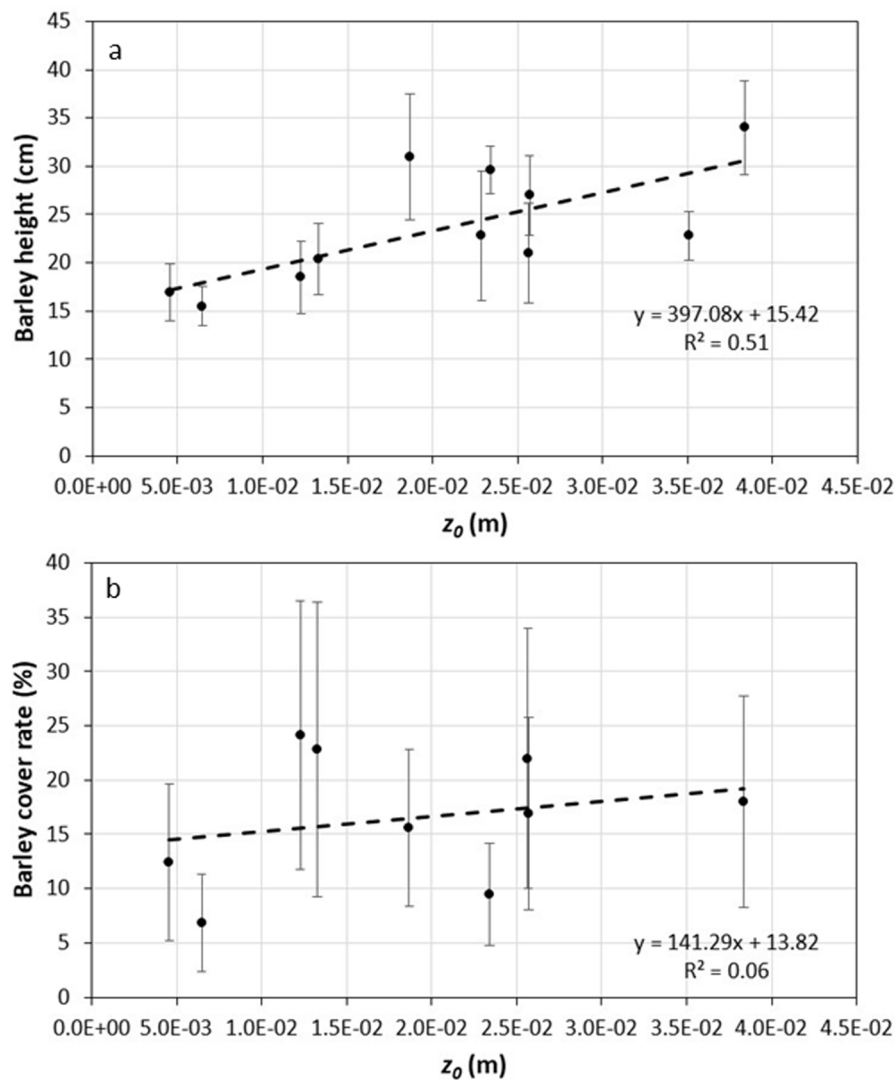 a
45
40
35
30
25
20
15
10
5
0
Barley height (cm)
y = 397.08x + 15.42
R² = 0.51
0.0E+00 5.0E-03 1.0E-02 1.5E-02 2.0E-02 2.5E-02 3.0E-02 3.5E-02 4.0E-02 4.5E-02
z₀ (m)
b
40
35
30
25
20
15
10
5
0
Barley cover rate (%)
y = 141.29x + 13.82
R² = 0.06
0.0E+00 5.0E-03 1.0E-02 1.5E-02 2.0E-02 2.5E-02 3.0E-02 3.5E-02 4.0E-02 4.5E-02
z₀ (m)